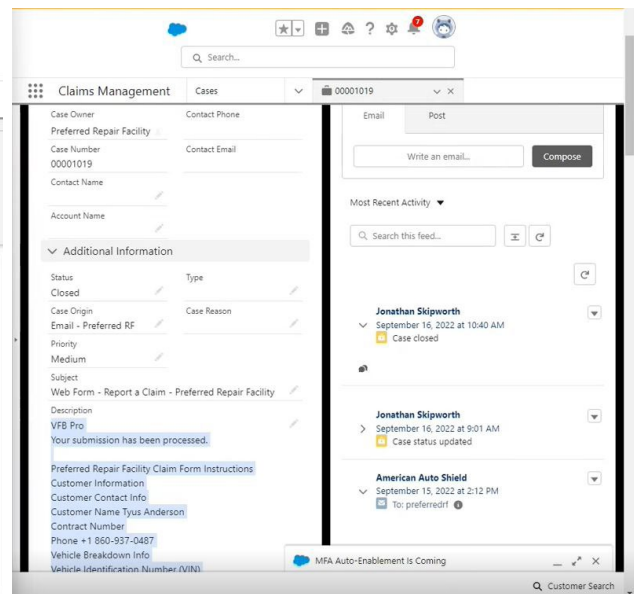 7
Search...
Claims Management
Cases
00001019
Case Owner
Contact Phone
Preferred Repair Facility
Case Number
Contact Email
00001019
Contact Name
Account Name
Additional Information
Status
Type
Closed
Case Origin
Case Reason
Email - Preferred RF
Priority
Medium
Subject
Web Form - Report a Claim - Preferred Repair Facility
Description
VFB Pro
Your submission has been processed.
Preferred Repair Facility Claim Form Instructions
Customer Information
Customer Contact Info
Customer Name Tyus Anderson
Contract Number
Phone +1 860-937-0487
Vehicle Breakdown Info
Vehicle Identification Number (VIN)
Email
Post
Write an email...
Compose
Most Recent Activity
Search this feed...
Jonathan Skipworth
September 16, 2022 at 10:40 AM
Case closed
Jonathan Skipworth
September 16, 2022 at 9:01 AM
Case status updated
American Auto Shield
September 15, 2022 at 2:12 PM
To: preferredrf
MFA Auto-Enablement Is Coming
Customer Search